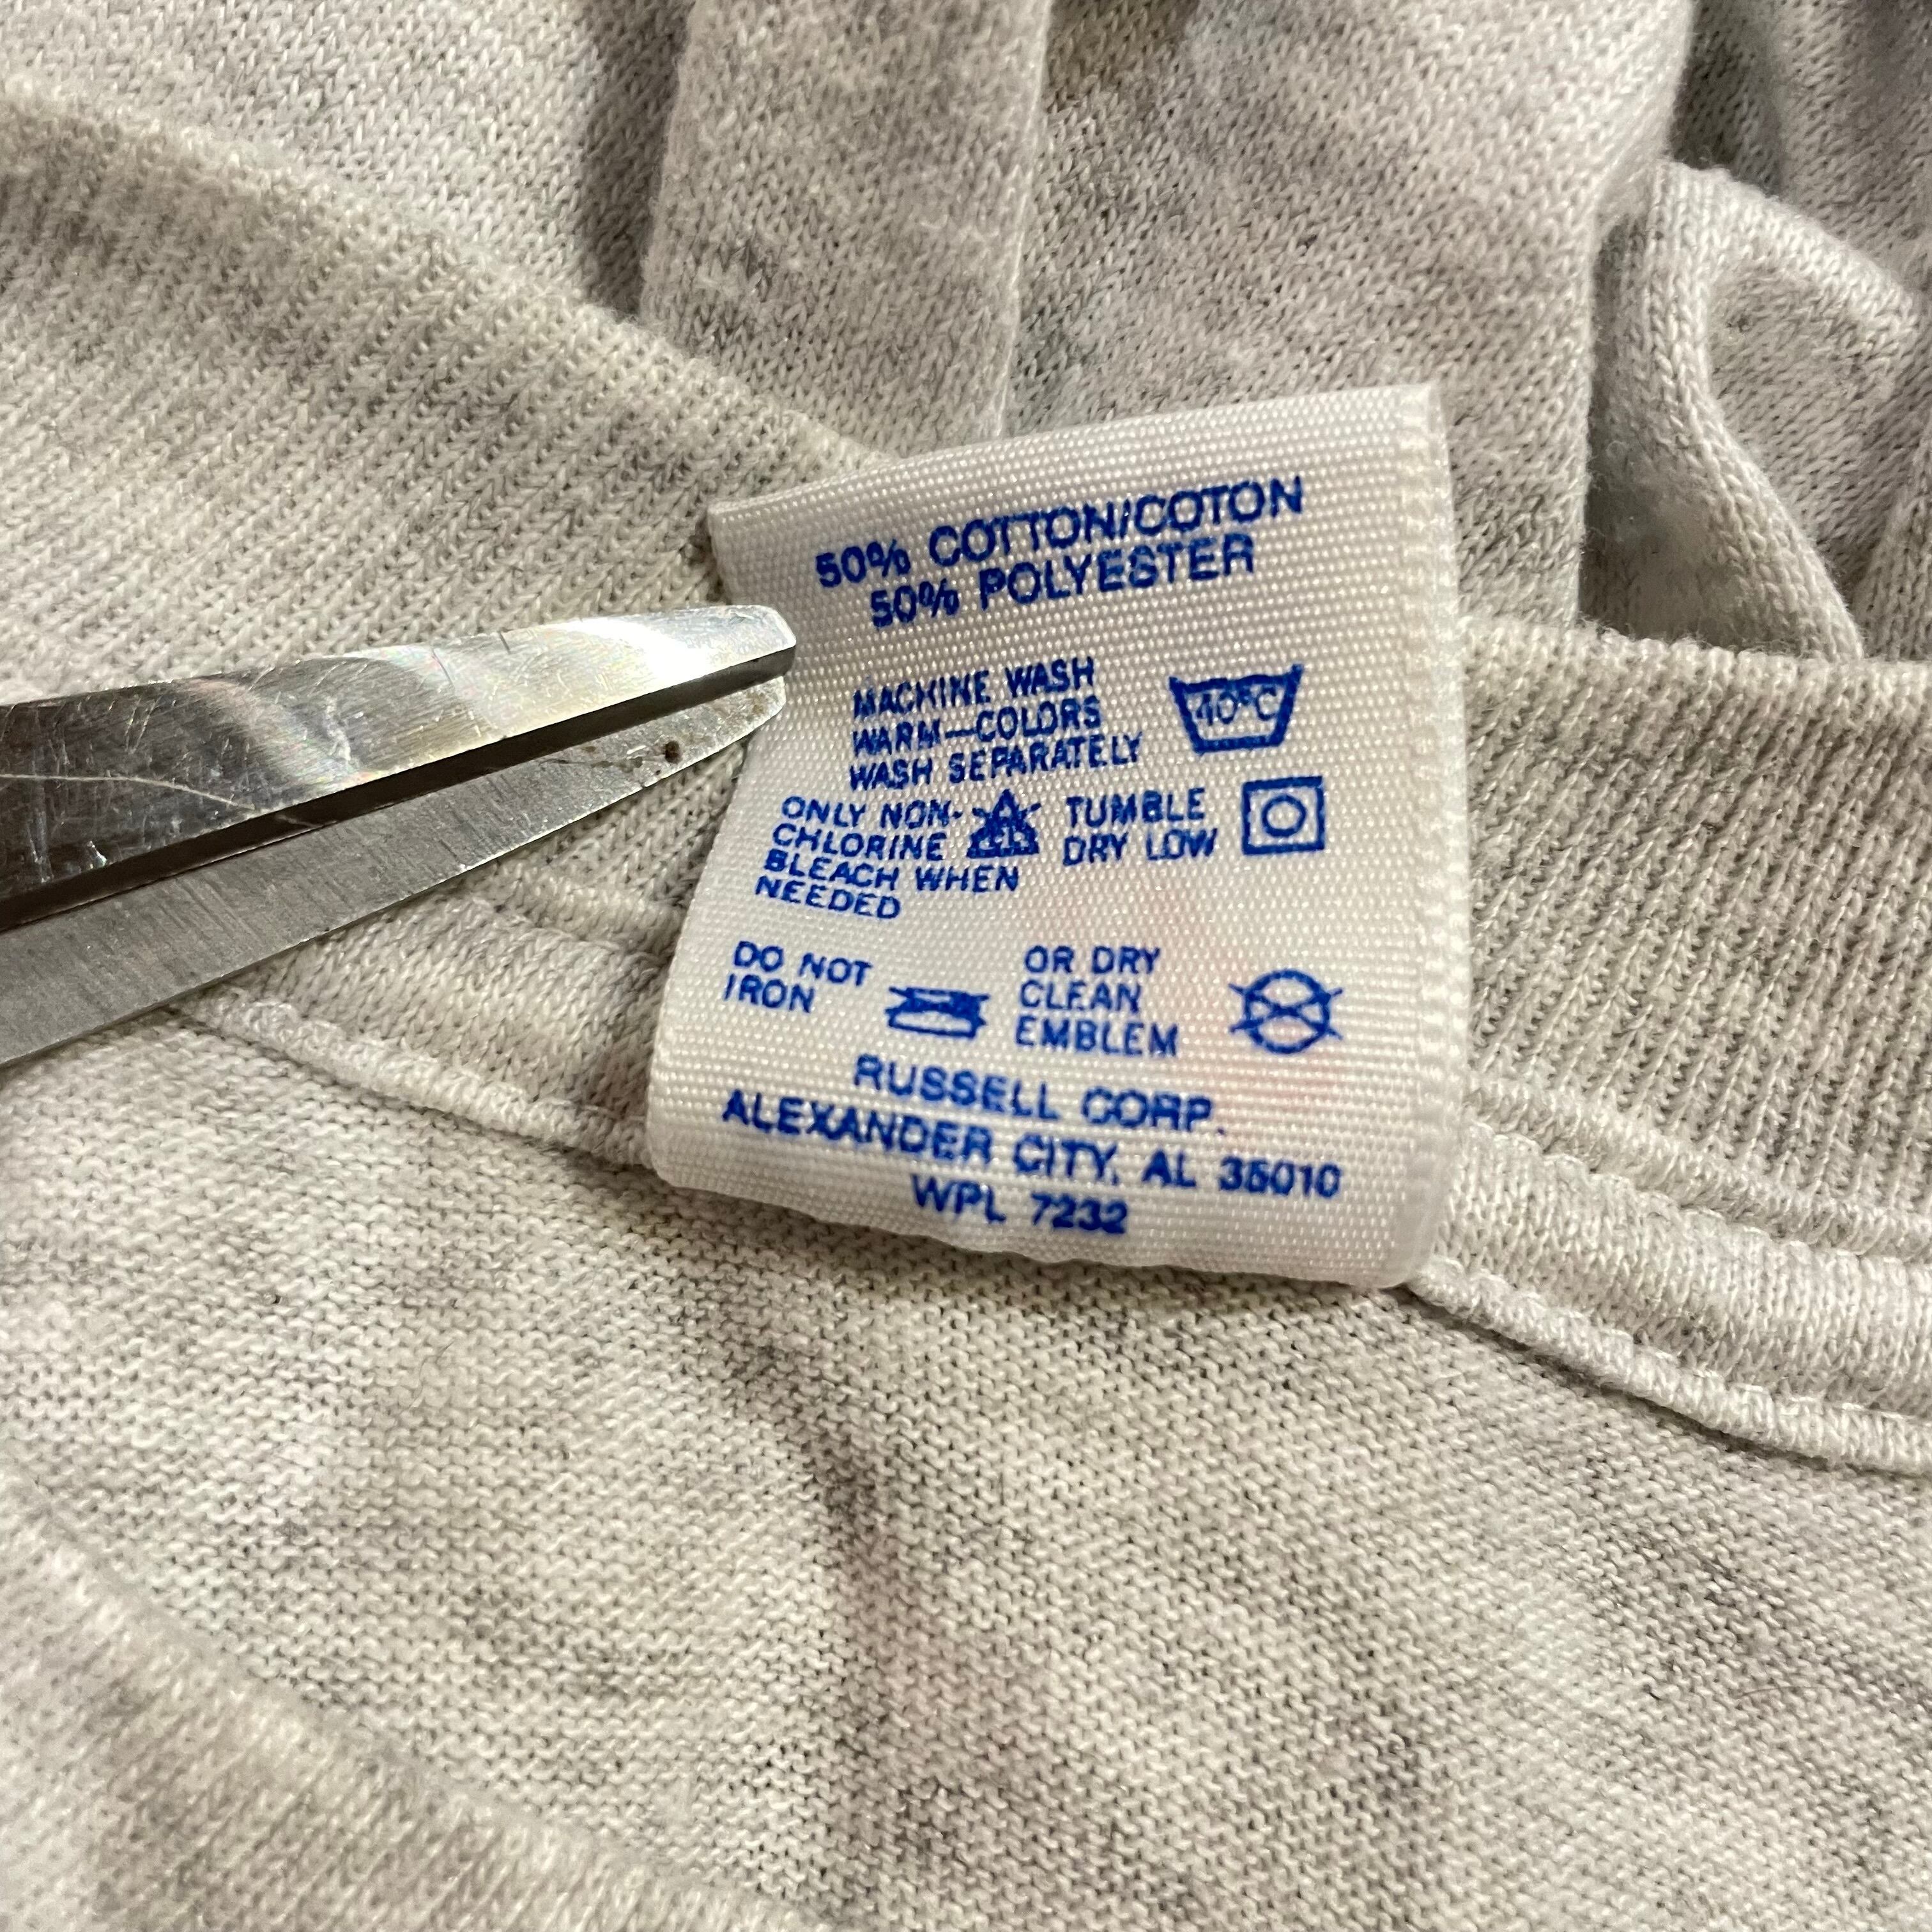 50% COTTON/COTON
50% POLYESTER
MACHINE WASH
WARM—COLORS
WASH SEPARATELY
40°C
ONLY NON-
CHLORINE
BLEACH WHEN
NEEDED
CL
TUMBLE
DRY LOW
DO NOT
IRON
OR DRY
CLEAN
EMBLEM
RUSSELL CORP.
ALEXANDER CITY, AL 35010
WPL 7232